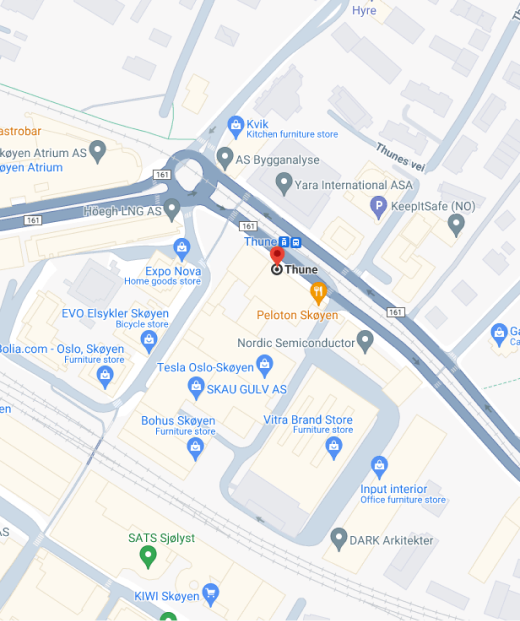 Hyre
Kvik
Kitchen furniture store
astrobar
køyen Atrium AS
øyen Atrium
AS Bygganalyse
Thunes vei
161
Yara International ASA
KeepItSafe (NO)
Höegh LNG AS
161
161
Thune
Thune
Expo Nova
Home goods store
Peloton Skøyen
161
EVO Elsykler Skøyen
Bicycle store
Ga
Ca
Nordic Semiconductor
Bolia.com - Oslo, Skøyen
Furniture store
Tesla Oslo-Skøyen
SKAU GULV AS
en
Bohus Skøyen
Furniture store
Vitra Brand Store
Furniture store
Input interior
Office furniture store
AS
SATS Sjølyst
DARK Arkitekter
KIWI Skøyen